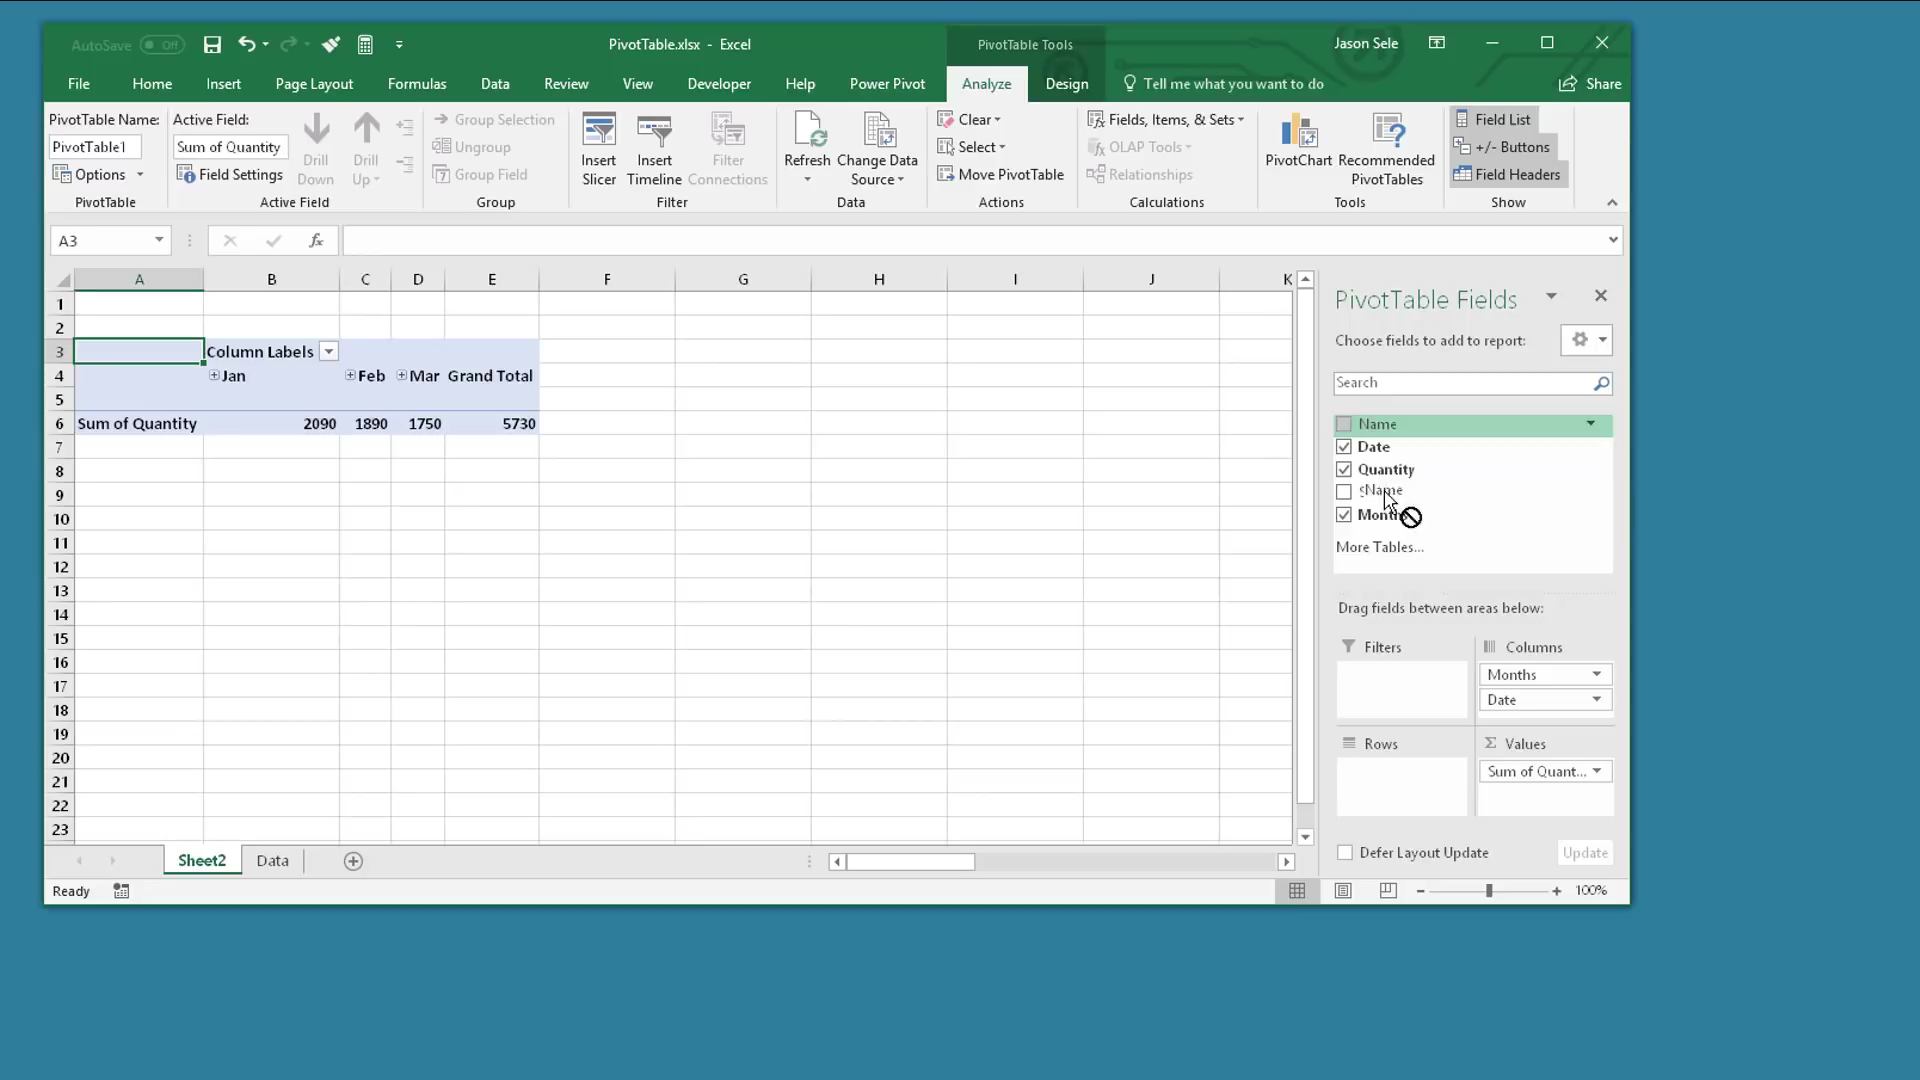 AutoSave Off
PivotTable.xlsx - Excel
PivotTable Tools
Jason Sele
File Home Insert Page Layout Formulas Data Review View Developer Help Power Pivot Analyze Design Tell me what you want to do Share
PivotTable Name:
PivotTable1
Options
PivotTable
Active Field:
Sum of Quantity
Field Settings
Drill Down
Drill Up
Active Field
Group Selection
Ungroup
7 Group Field
Group
Insert Slicer
Insert Timeline
Filter Connections
Filter
Refresh
Change Data Source
Data
Clear
Select
Move PivotTable
Actions
Fields, Items, & Sets
OLAP Tools
Relationships
Calculations
PivotChart
Recommended PivotTables
Tools
Field List
+/- Buttons
Field Headers
Show
A3
fx
A B C D E F G H I J K
1
2
3 Column Labels
4 Jan Feb Mar Grand Total
5
6 Sum of Quantity 2090 1890 1750 5730
7
8
9
10
11
12
13
14
15
16
17
18
19
20
21
22
23
PivotTable Fields
Choose fields to add to report:
Search
Name
Date
Quantity
Name
Months
More Tables...
Drag fields between areas below:
Filters
Columns
Months
Date
Rows
Σ Values
Sum of Quant...
Defer Layout Update
Update
Sheet2 Data
Ready
100%